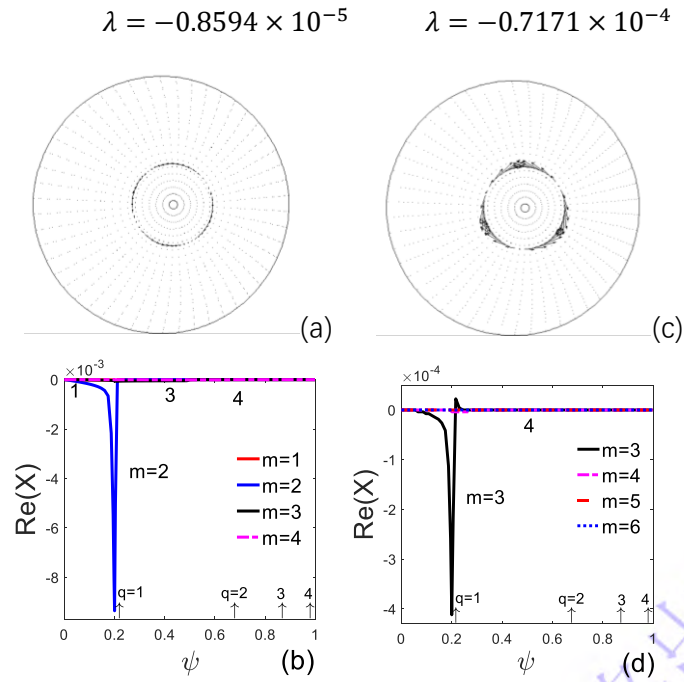 λ = −0.8594 × 10⁻⁵
λ = −0.7171 × 10⁻⁴
(a)
(c)
×10⁻³
0
-2
-4
-6
-8
Re(X)
1
3
4
m=2
m=1
m=2
m=3
m=4
q=1
q=2
3
4
0
0.2
0.4
0.6
0.8
1
ψ
(b)
×10⁻⁴
0
-1
-2
-3
-4
Re(X)
4
m=3
m=3
m=4
m=5
m=6
q=1
q=2
3
4
0
0.2
0.4
0.6
0.8
1
ψ
(d)